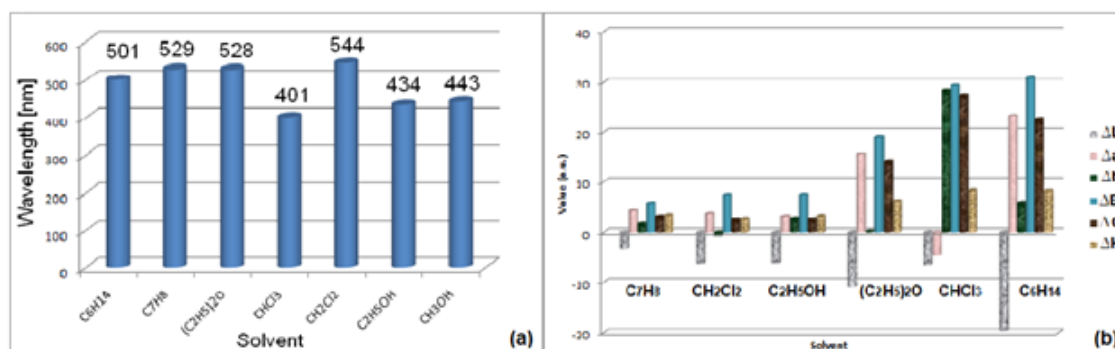 Wavelength [nm]
600
500
400
300
200
100
0
501
529
528
401
544
434
443
C6H14
C7H8
(C2H5)2O
CHCl3
CH2Cl2
C2H5OH
CH3OH
Solvent
(a)
Value [a.u.]
40
30
20
10
0
-10
-20
C7H8
CH2Cl2
C2H5OH
(C2H5)2O
CHCl3
C6H14
Solvent
(b)